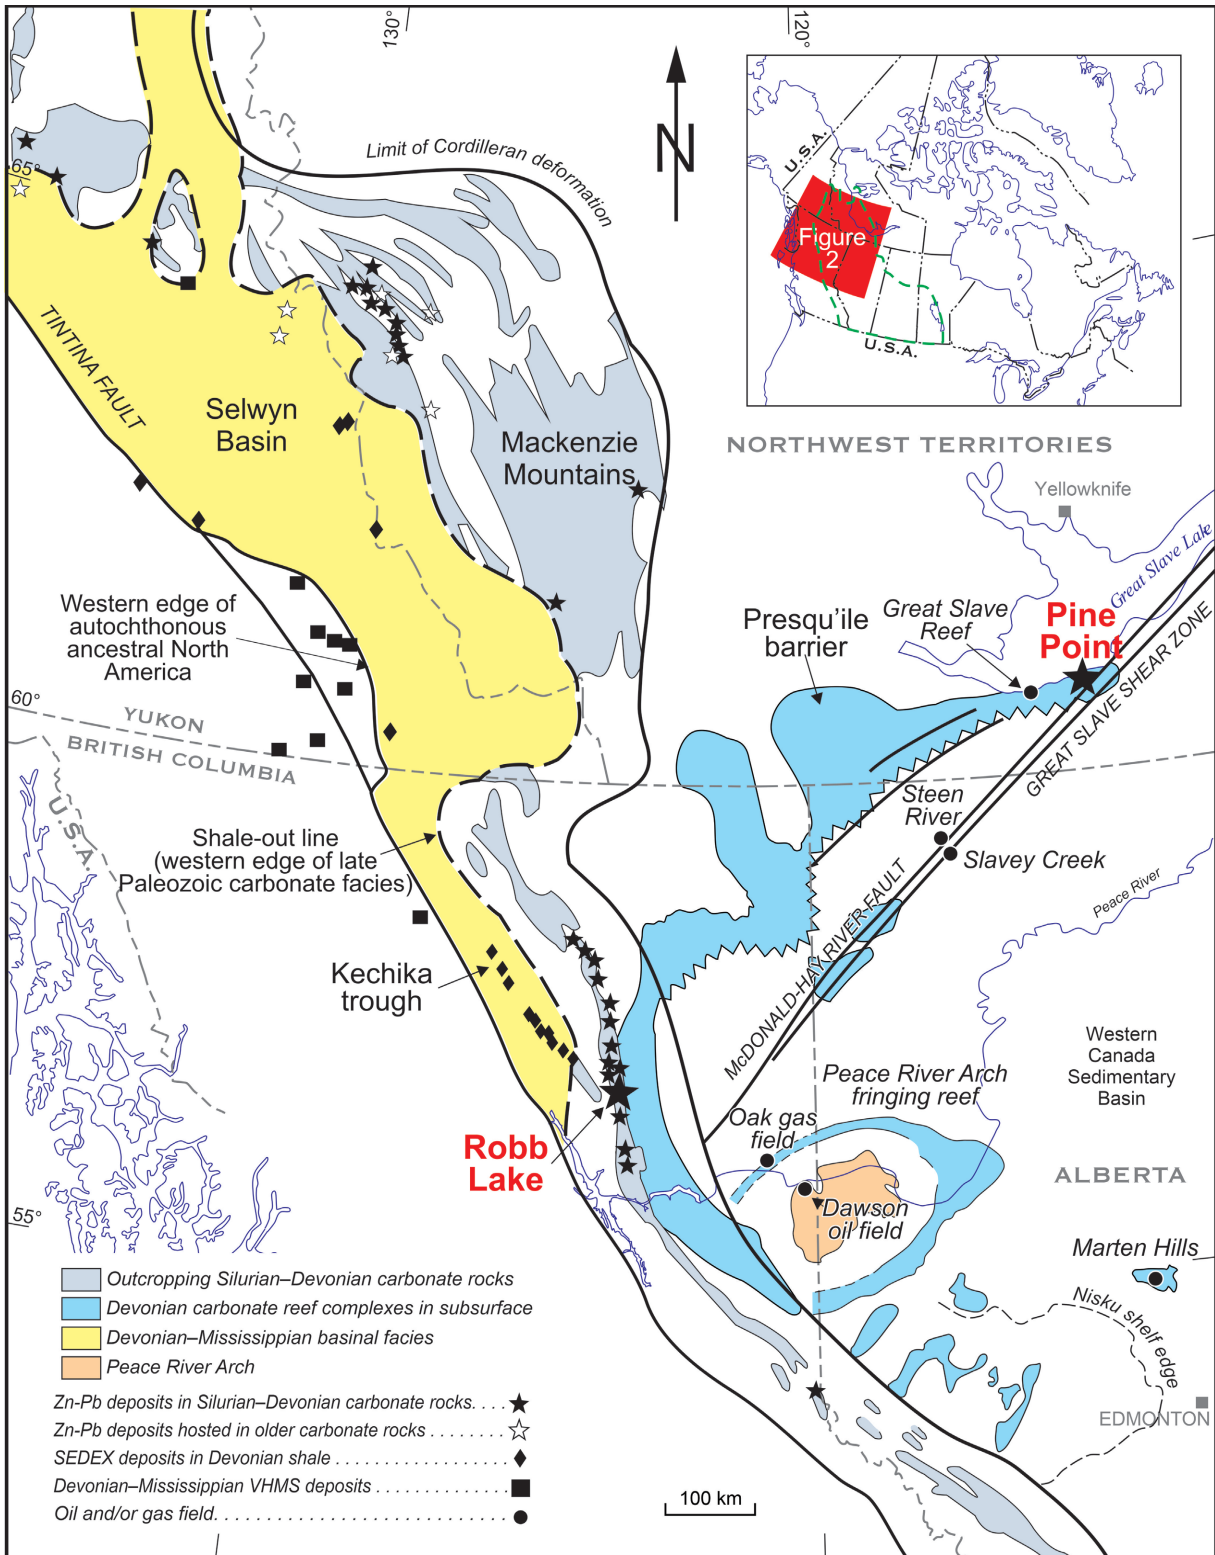 130°
120°
N
Limit of Cordilleran deformation
U.S.A.
Figure
2
U.S.A.
65°
TINTINA FAULT
Selwyn
Basin
Mackenzie
Mountains
NORTHWEST TERRITORIES
Yellowknife
Great Slave Lake
Western edge of
autochthonous
ancestral North
America
Presqu’ile
barrier
Great Slave
Reef
Pine
Point
GREAT SLAVE SHEAR ZONE
60°
YUKON
BRITISH COLUMBIA
U.S.A.
Steen
River
Slavey Creek
Shale-out line
(western edge of late
Paleozoic carbonate facies)
McDONALD-HAY RIVER FAULT
Peace River
Kechika
trough
Western
Canada
Sedimentary
Basin
Peace River Arch
fringing reef
Oak gas
field
Robb
Lake
ALBERTA
Dawson
oil field
55°
Marten Hills
Nisku shelf edge
EDMONTON
Outcropping Silurian–Devonian carbonate rocks
Devonian carbonate reef complexes in subsurface
Devonian–Mississippian basinal facies
Peace River Arch
Zn-Pb deposits in Silurian–Devonian carbonate rocks. . . .
Zn-Pb deposits hosted in older carbonate rocks . . . . . . . .
SEDEX deposits in Devonian shale . . . . . . . . . . . . . . . . .
Devonian–Mississippian VHMS deposits . . . . . . . . . . . . .
Oil and/or gas field. . . . . . . . . . . . . . . . . . . . . . . . . . . .
100 km